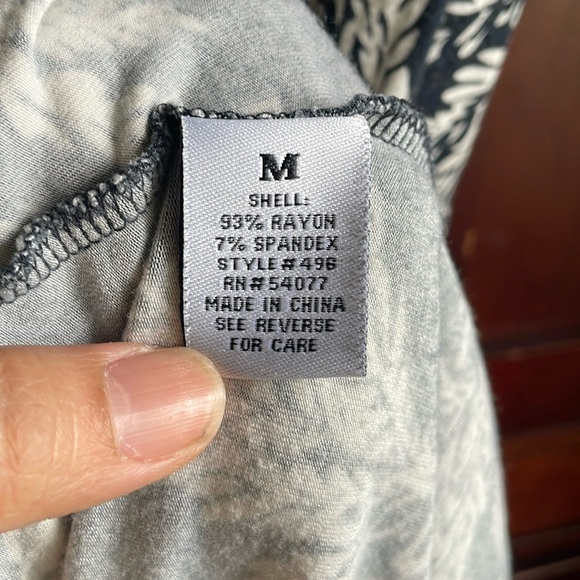 M
SHELL:
93% RAYON
7% SPANDEX
STYLE#496
RN#54077
MADE IN CHINA
SEE REVERSE
FOR CARE